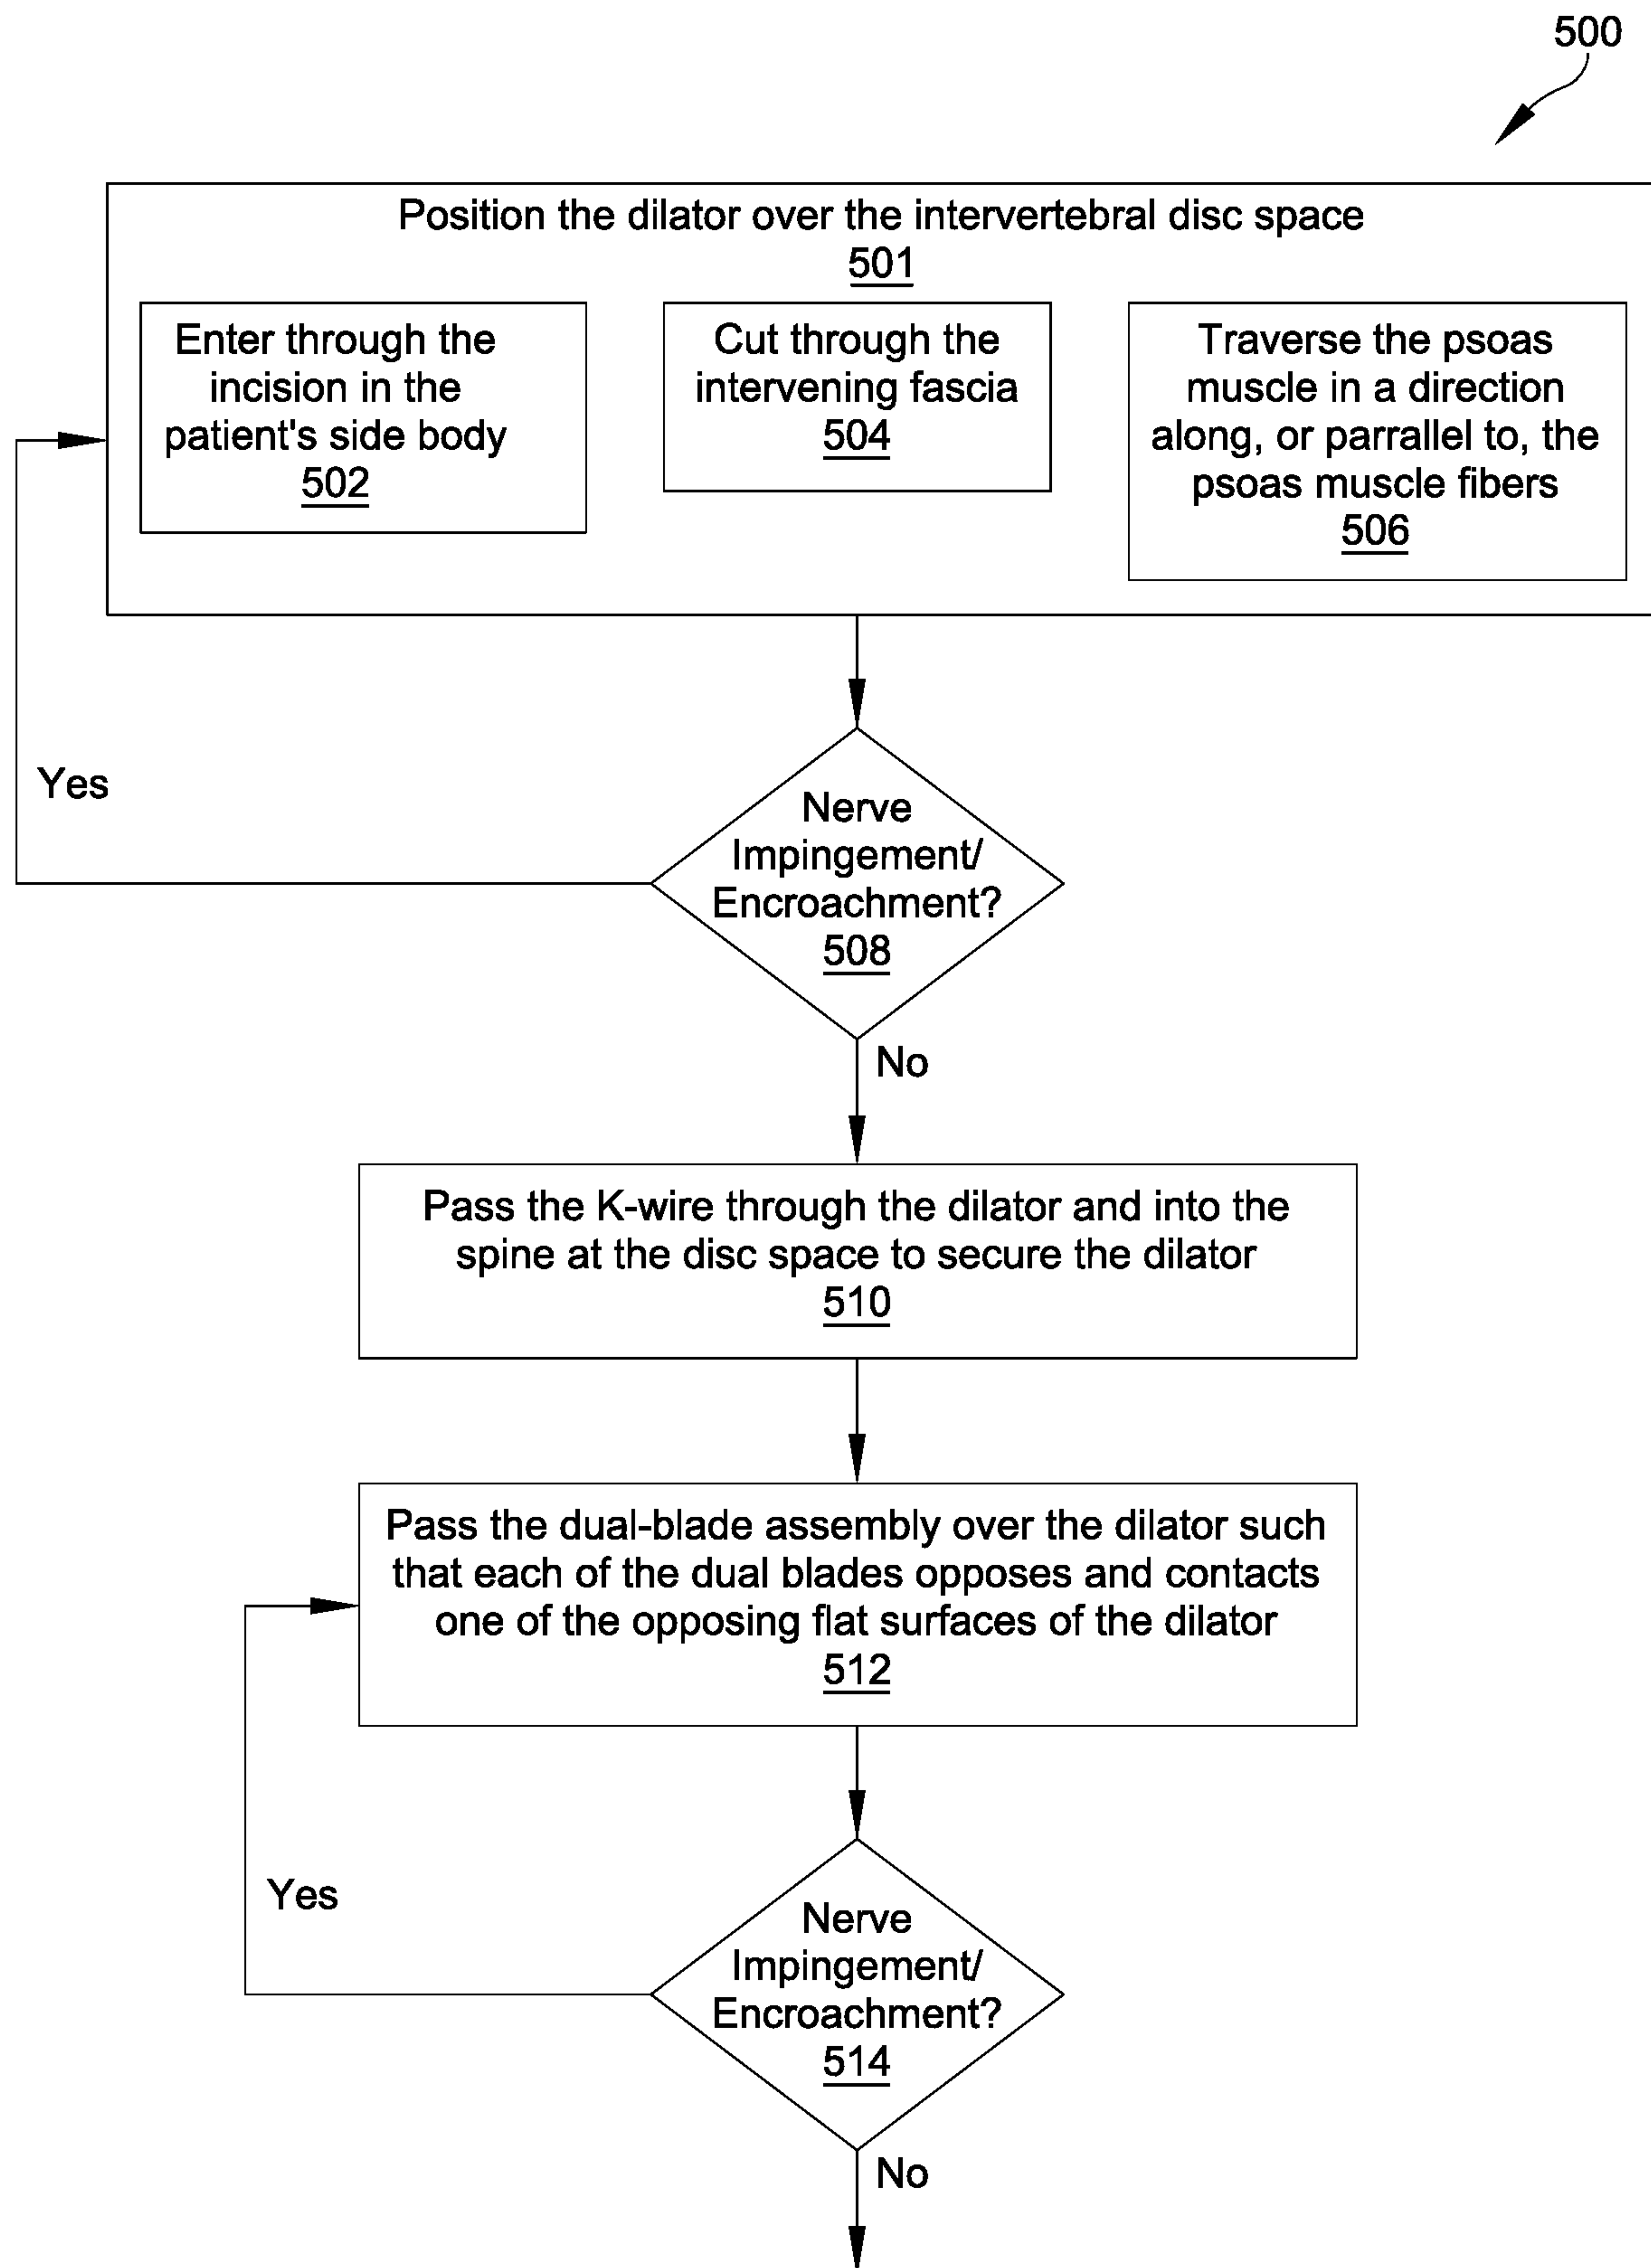 500
Position the dilator over the intervertebral disc space
501
Enter through the
incision in the
patient's side body
502
Cut through the
intervening fascia
504
Traverse the psoas
muscle in a direction
along, or parrallel to, the
psoas muscle fibers
506
Yes
Nerve
Impingement/
Encroachment?
508
No
Pass the K-wire through the dilator and into the
spine at the disc space to secure the dilator
510
Pass the dual-blade assembly over the dilator such
that each of the dual blades opposes and contacts
one of the opposing flat surfaces of the dilator
512
Yes
Nerve
Impingement/
Encroachment?
514
No